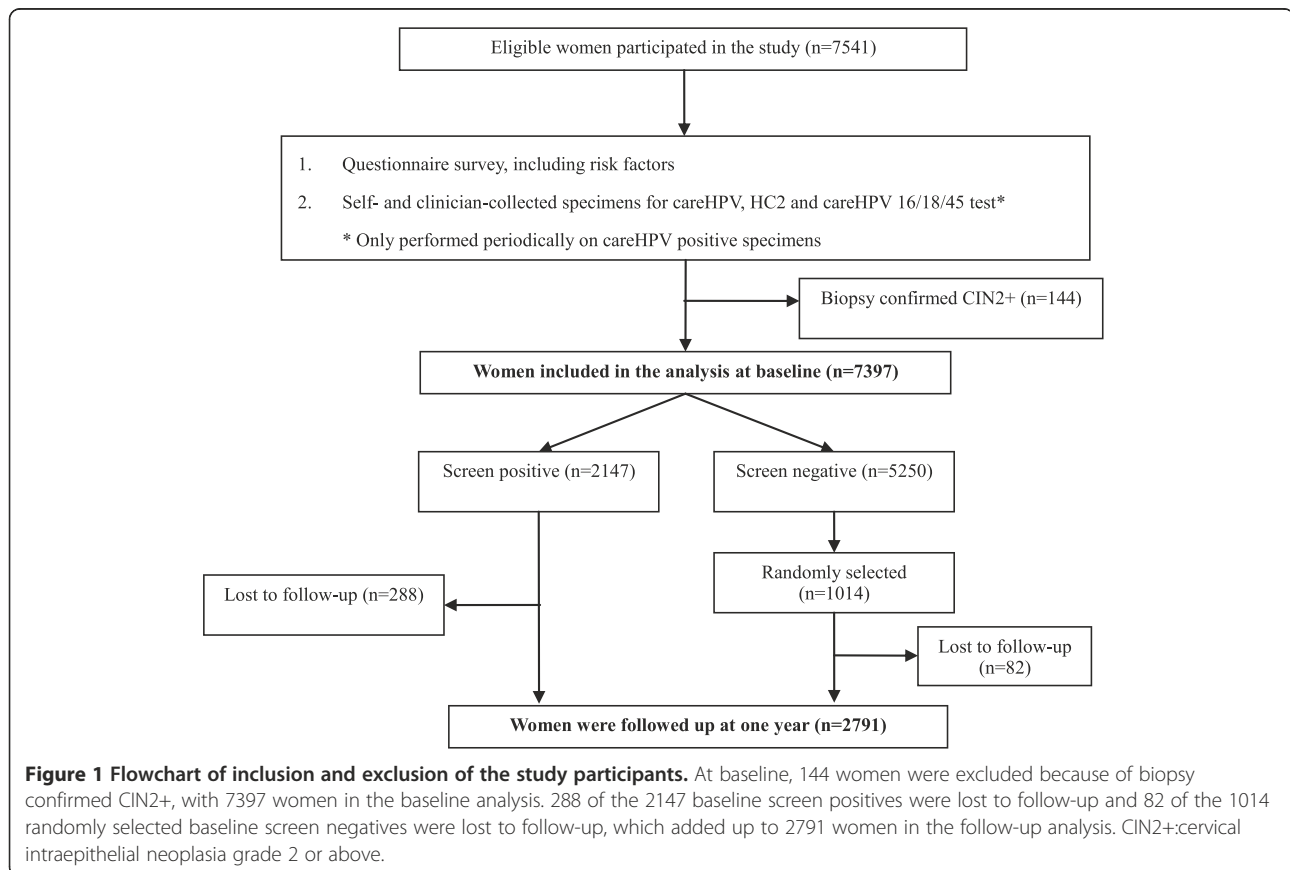 Eligible women participated in the study (n=7541)
1. Questionnaire survey, including risk factors
2. Self- and clinician-collected specimens for careHPV, HC2 and careHPV 16/18/45 test*
* Only performed periodically on careHPV positive specimens
Biopsy confirmed CIN2+ (n=144)
Women included in the analysis at baseline (n=7397)
Screen positive (n=2147)
Screen negative (n=5250)
Randomly selected
(n=1014)
Lost to follow-up (n=288)
Lost to follow-up
(n=82)
Women were followed up at one year (n=2791)
Figure 1 Flowchart of inclusion and exclusion of the study participants. At baseline, 144 women were excluded because of biopsy
confirmed CIN2+, with 7397 women in the baseline analysis. 288 of the 2147 baseline screen positives were lost to follow-up and 82 of the 1014
randomly selected baseline screen negatives were lost to follow-up, which added up to 2791 women in the follow-up analysis. CIN2+:cervical
intraepithelial neoplasia grade 2 or above.